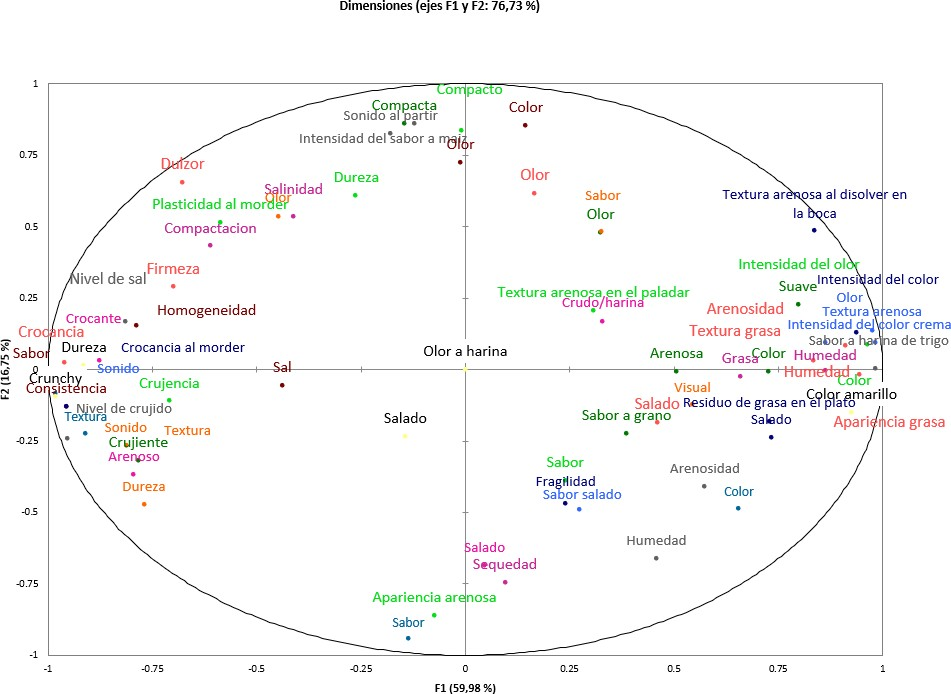 Dimensiones (ejes F1 y F2: 76,73 %)
1
Compacto
Compacta
Color
Sonido al partir
Intensidad del sabor a maiz
Olor
0.75
Dulzor
Olor
Dureza
Salinidad
Olor
Sabor
Textura arenosa al disolver en
la boca
Plasticidad al morder
Olor
0.5
Compactacion
Intensidad del olor
Firmeza
Nivel de sal
Intensidad del color
Suave
Textura arenosa en el paladar
Olor
0.25
Crudo/harina
Homogeneidad
Arenosidad
Textura arenosa
Crocante
Intensidad del color crema
Crocancia
Textura grasa
Sabor a harina de trigo
Sabor
Dureza
Crocancia al morder
Olor a harina
Arenosa
Grasa
Color
Humedad
0
Sonido
Sal
Humedad
Crunchy
Crujencia
Color
Consistencia
Visual
Color amarillo
Nivel de crujido
Salado
Residuo de grasa en el plato
Textura
Salado
Sabor a grano
Salado
Apariencia grasa
Sonido
Textura
-0.25
Crujiente
Arenoso
Sabor
Arenosidad
Dureza
Fragilidad
Color
Sabor salado
-0.5
Humedad
Salado
Sequedad
-0.75
Apariencia arenosa
Sabor
-1
-1
-0.75
-0.5
-0.25
0
0.25
0.5
0.75
1
F1 (59,98 %)
F2 (16,75 %)